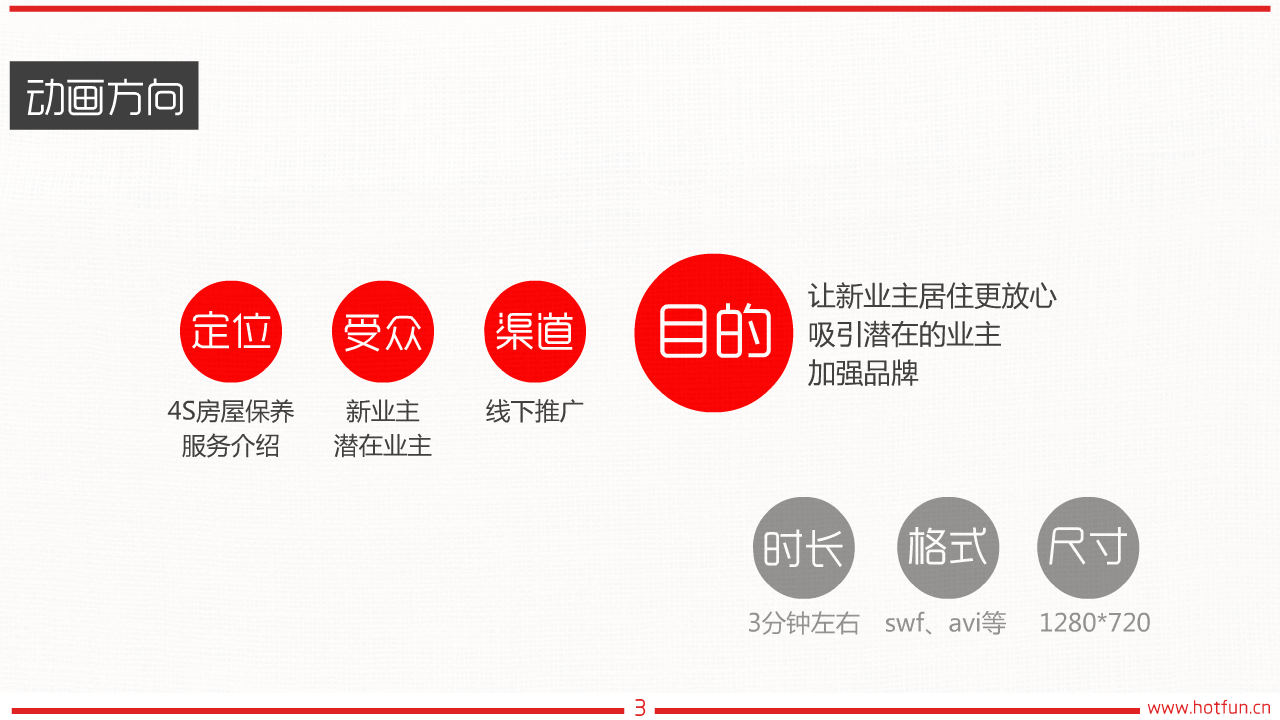 动画方向
定位
4S房屋保养
服务介绍
受众
新业主
潜在业主
渠道
线下推广
目的
让新业主居住更放心
吸引潜在的业主
加强品牌
时长
3分钟左右
格式
swf、avi等
尺寸
1280*720
3
www.hotfun.cn